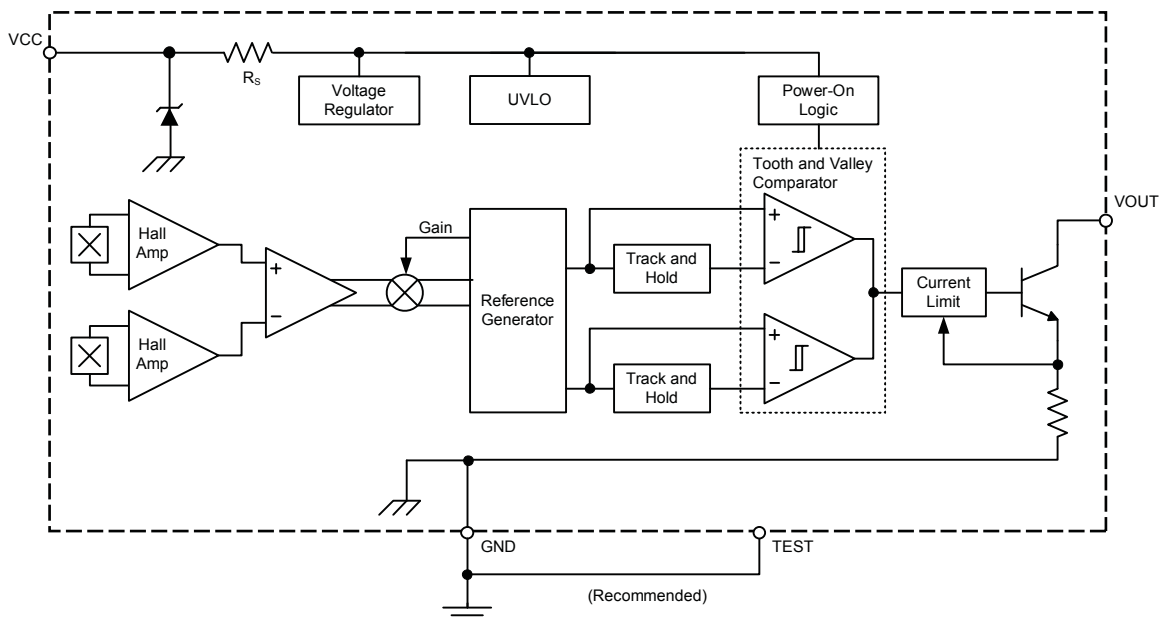 VCC
R_S
Voltage
Regulator
UVLO
Power-On
Logic
Tooth and Valley
Comparator
VOUT
Hall
Amp
Gain
+
−
Reference
Generator
Track and
Hold
+
−
Current
Limit
Hall
Amp
Track and
Hold
+
−
GND
TEST
(Recommended)